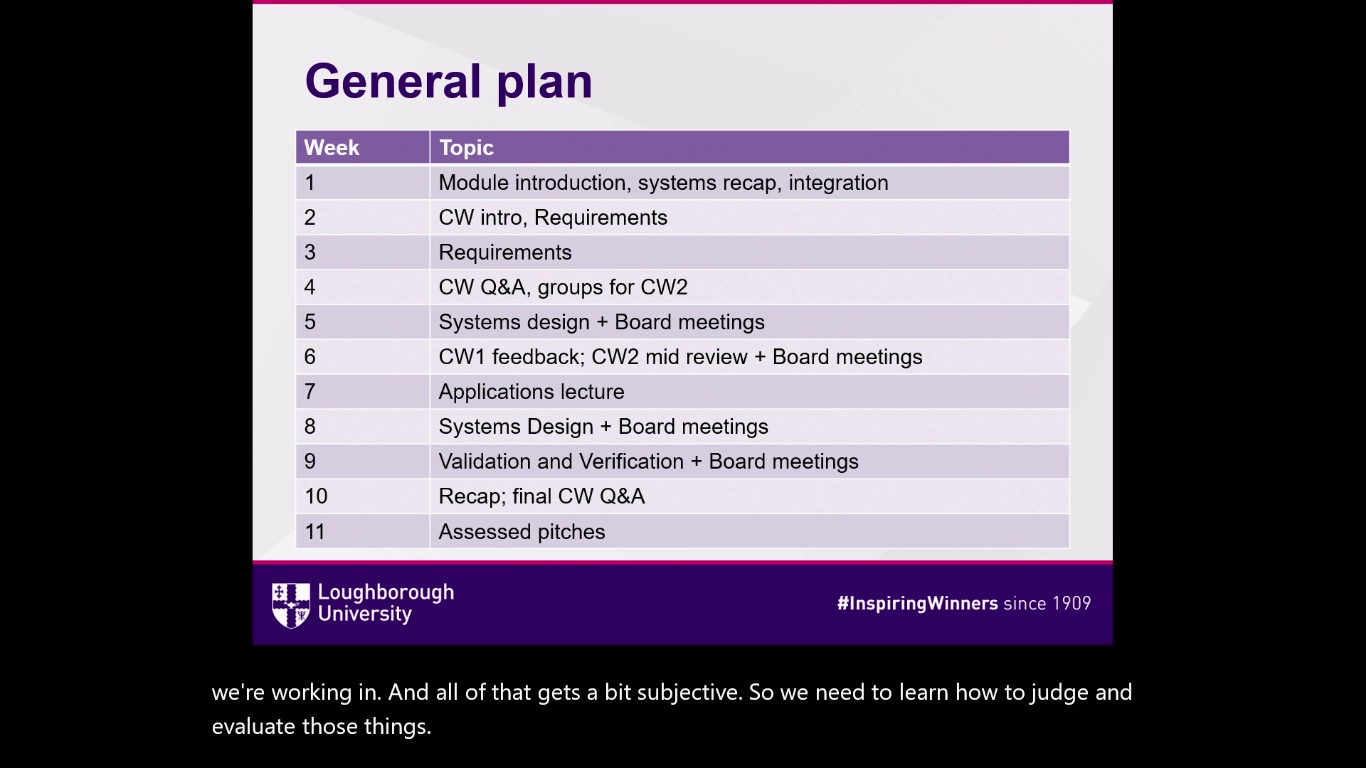 General plan
Week Topic
1 Module introduction, systems recap, integration
2 CW intro, Requirements
3 Requirements
4 CW Q&A, groups for CW2
5 Systems design + Board meetings
6 CW1 feedback; CW2 mid review + Board meetings
7 Applications lecture
8 Systems Design + Board meetings
9 Validation and Verification + Board meetings
10 Recap; final CW Q&A
11 Assessed pitches
Loughborough
University
#InspiringWinners since 1909
we're working in. And all of that gets a bit subjective. So we need to learn how to judge and
evaluate those things.